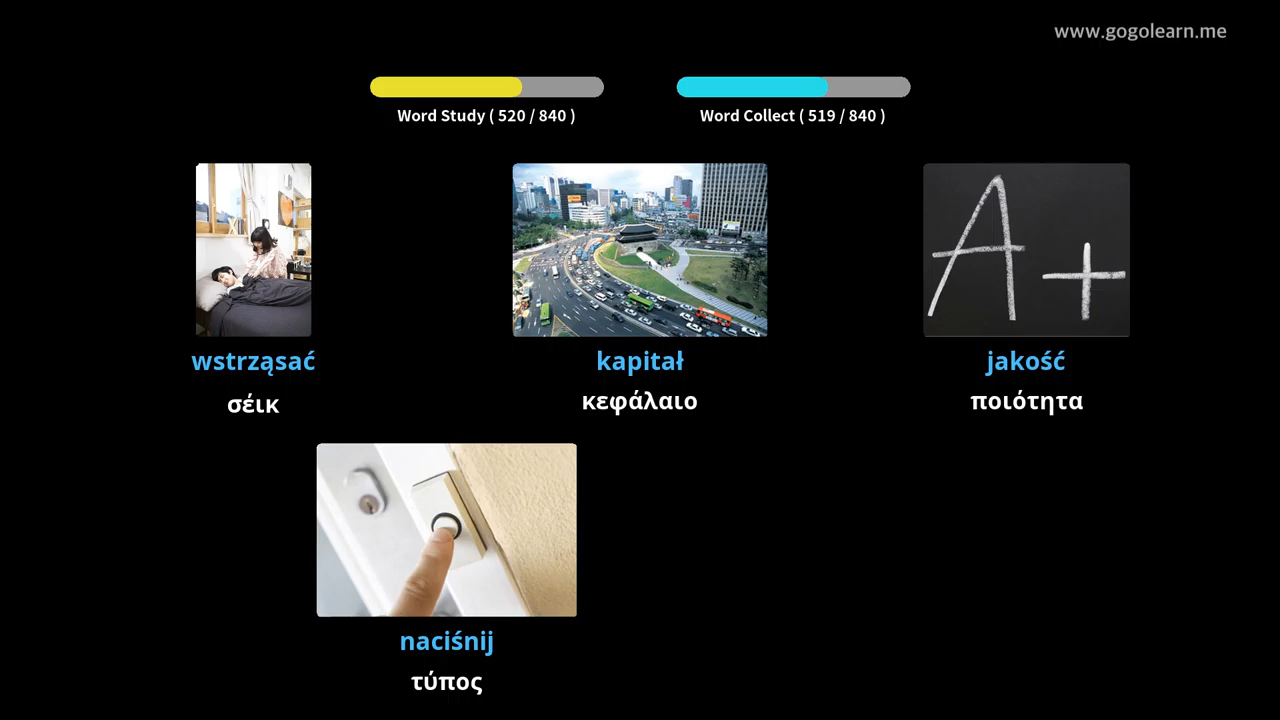 www.gogolearn.me
Word Study ( 520 / 840 )
Word Collect ( 519 / 840 )
wstrząsać
σέικ
kapitał
κεφάλαιο
jakość
ποιότητα
A+
naciśnij
τύπος